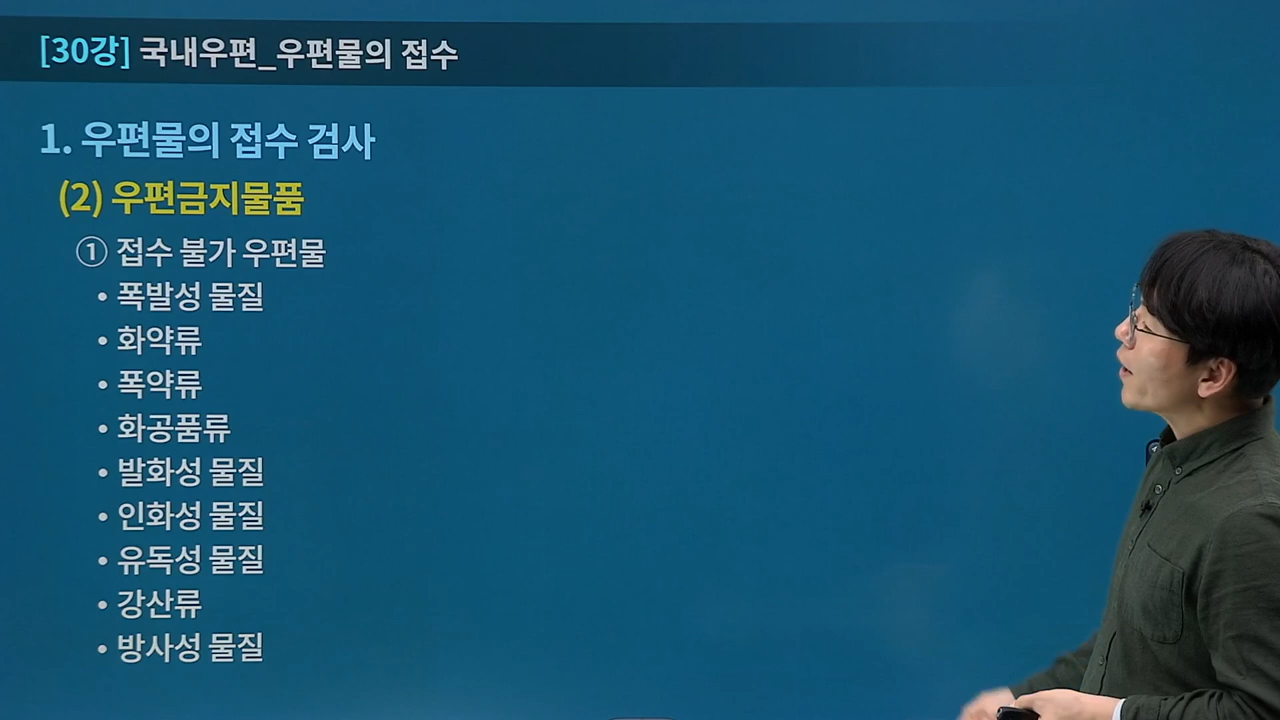 [30강] 국내우편_우편물의 접수
1. 우편물의 접수 검사
(2) 우편금지물품
① 접수 불가 우편물
• 폭발성 물질
• 화약류
• 폭약류
• 화공품류
• 발화성 물질
• 인화성 물질
• 유독성 물질
• 강산류
• 방사성 물질